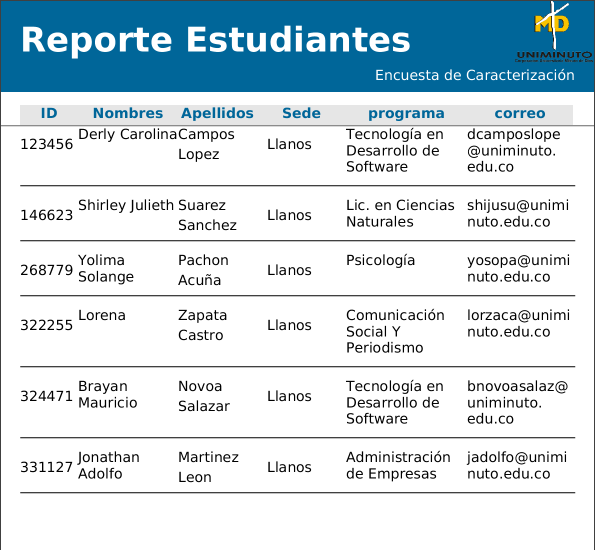 Reporte Estudiantes
MD
UNIMINUTO
Encuesta de Caracterización
ID Nombres Apellidos Sede programa correo
123456 Derly Carolina Campos Lopez Llanos Tecnología en Desarrollo de Software dcamposlope@uniminuto.edu.co
146623 Shirley Julieth Suarez Sanchez Llanos Lic. en Ciencias Naturales shijusu@uniminuto.edu.co
268779 Yolima Solange Pachon Acuña Llanos Psicología yosopa@uniminuto.edu.co
322255 Lorena Zapata Castro Llanos Comunicación Social Y Periodismo lorzaca@uniminuto.edu.co
324471 Brayan Mauricio Novoa Salazar Llanos Tecnología en Desarrollo de Software bnovoasalaz@uniminuto.edu.co
331127 Jonathan Adolfo Martinez Leon Llanos Administración de Empresas jadolfo@uniminuto.edu.co